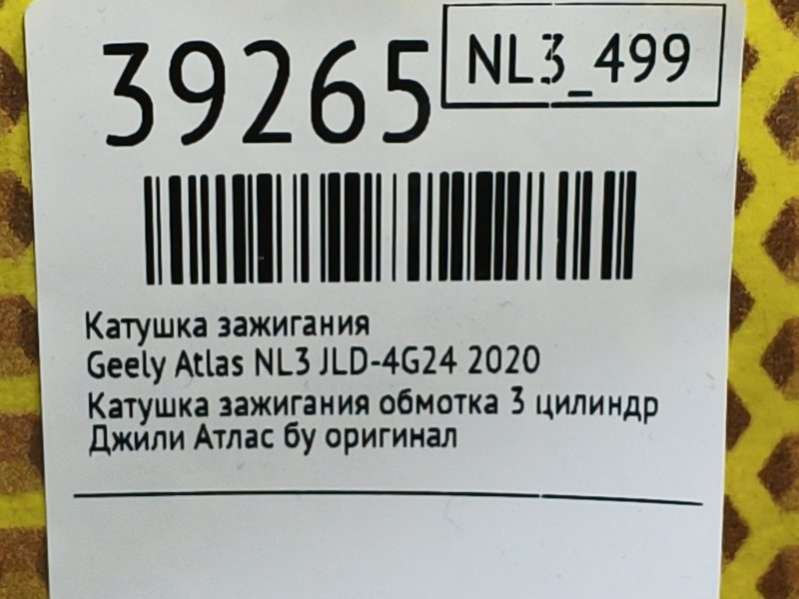 39265
NL3_499
Катушка зажигания
Geely Atlas NL3 JLD-4G24 2020
Катушка зажигания обмотка 3 цилиндр
Джили Атлас бу оригинал